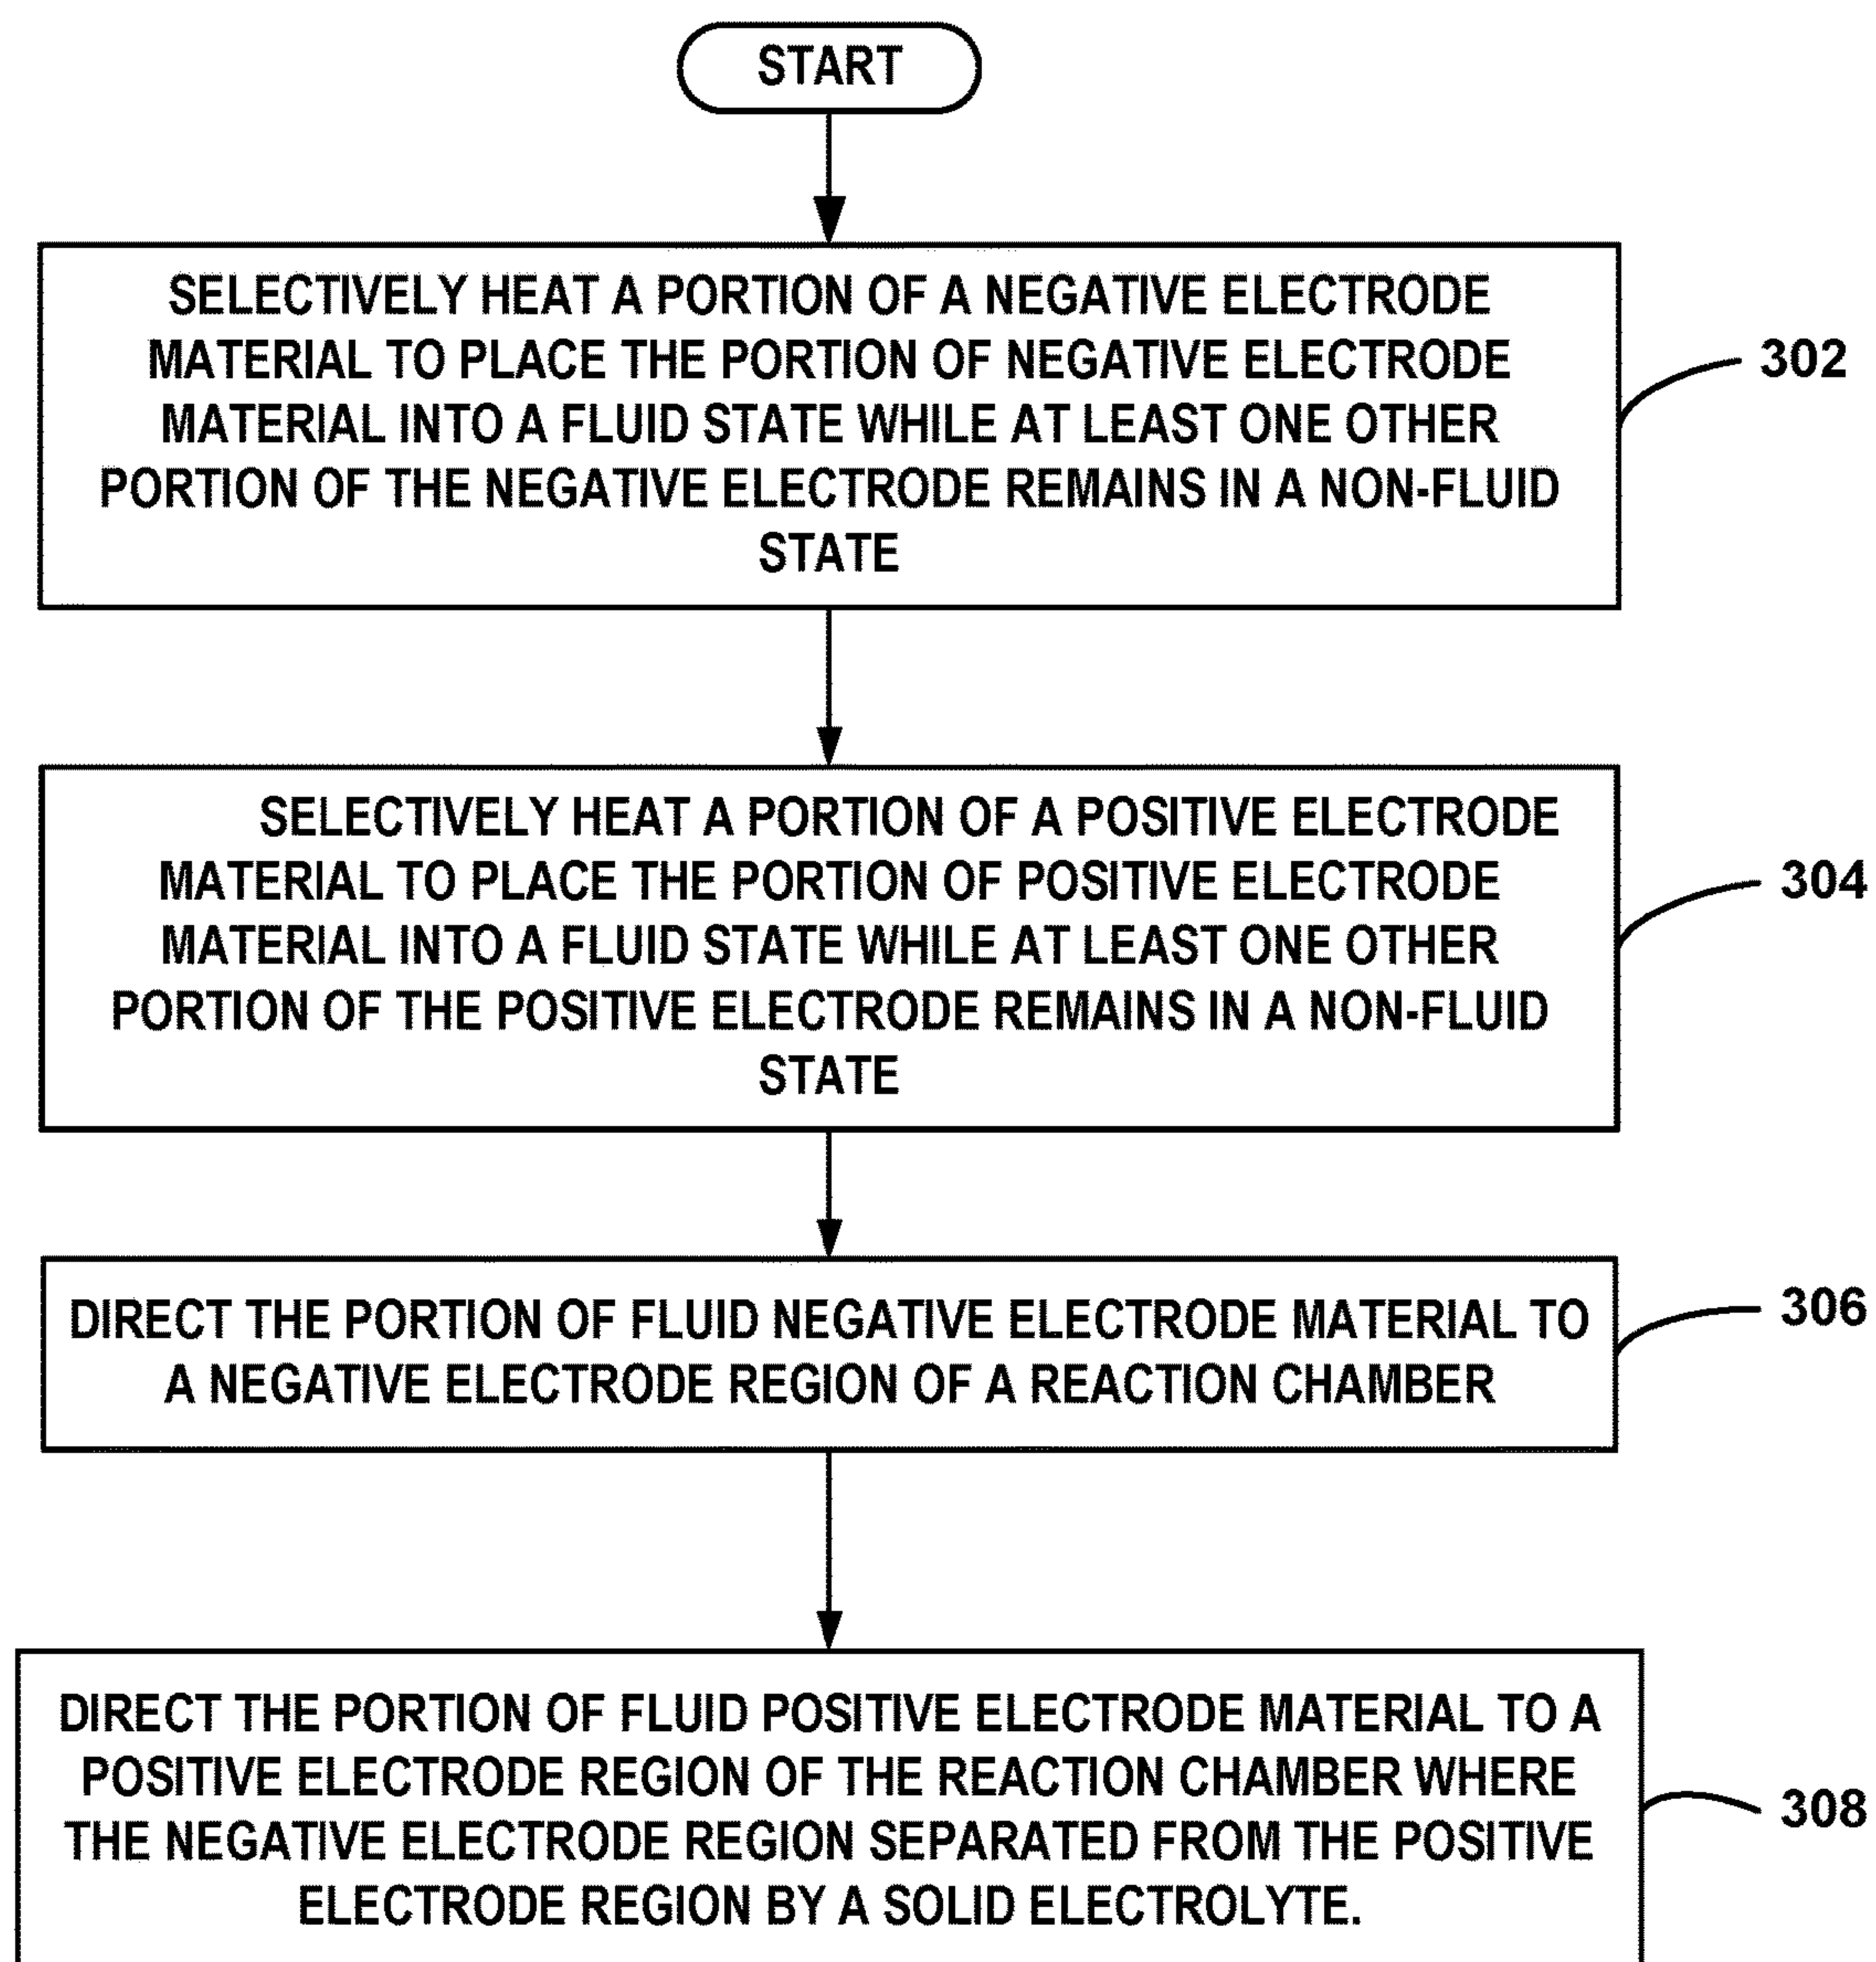 START
SELECTIVELY HEAT A PORTION OF A NEGATIVE ELECTRODE
MATERIAL TO PLACE THE PORTION OF NEGATIVE ELECTRODE
MATERIAL INTO A FLUID STATE WHILE AT LEAST ONE OTHER
PORTION OF THE NEGATIVE ELECTRODE REMAINS IN A NON-FLUID
STATE
302
SELECTIVELY HEAT A PORTION OF A POSITIVE ELECTRODE
MATERIAL TO PLACE THE PORTION OF POSITIVE ELECTRODE
MATERIAL INTO A FLUID STATE WHILE AT LEAST ONE OTHER
PORTION OF THE POSITIVE ELECTRODE REMAINS IN A NON-FLUID
STATE
304
DIRECT THE PORTION OF FLUID NEGATIVE ELECTRODE MATERIAL TO
A NEGATIVE ELECTRODE REGION OF A REACTION CHAMBER
306
DIRECT THE PORTION OF FLUID POSITIVE ELECTRODE MATERIAL TO A
POSITIVE ELECTRODE REGION OF THE REACTION CHAMBER WHERE
THE NEGATIVE ELECTRODE REGION SEPARATED FROM THE POSITIVE
ELECTRODE REGION BY A SOLID ELECTROLYTE.
308